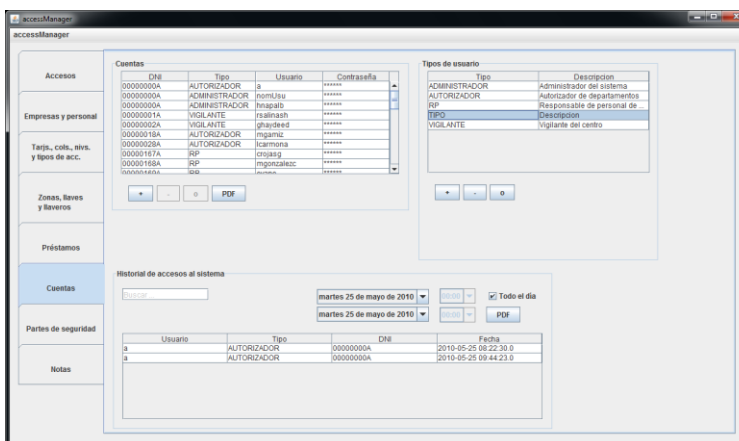 accessManager
accessManager
Accesos
Empresas y personal
Tarjs., cols., nivs.
y tipos de acc.
Zonas, llaves
y llaveros
Préstamos
Cuentas
Partes de seguridad
Notas
Cuentas
DNI Tipo Usuario Contraseña
00000000A AUTORIZADOR a ******
00000000A ADMINISTRADOR nomUsu ******
00000000A ADMINISTRADOR hnapalb ******
00000001A VIGILANTE rsalinash ******
00000002A VIGILANTE ghaydeed ******
00000018A AUTORIZADOR mgamiz ******
00000028A AUTORIZADOR lcarmona ******
00000167A RP crojasg ******
00000168A RP mgonzalezc ******
00000169A RP ******
+ - o PDF
Tipos de usuario
Tipo Descripcion
ADMINISTRADOR Administrador del sistema
AUTORIZADOR Autorizador de departamentos
RP Responsable de personal de ...
TIPO Descripcion
VIGILANTE Vigilante del centro
+ - o
Historial de accesos al sistema
Buscar... martes 25 de mayo de 2010 00:00 Todo el día
martes 25 de mayo de 2010 00:00 PDF
Usuario Tipo DNI Fecha
a AUTORIZADOR 00000000A 2010-05-25 08:22:30.0
a AUTORIZADOR 00000000A 2010-05-25 09:44:23.0